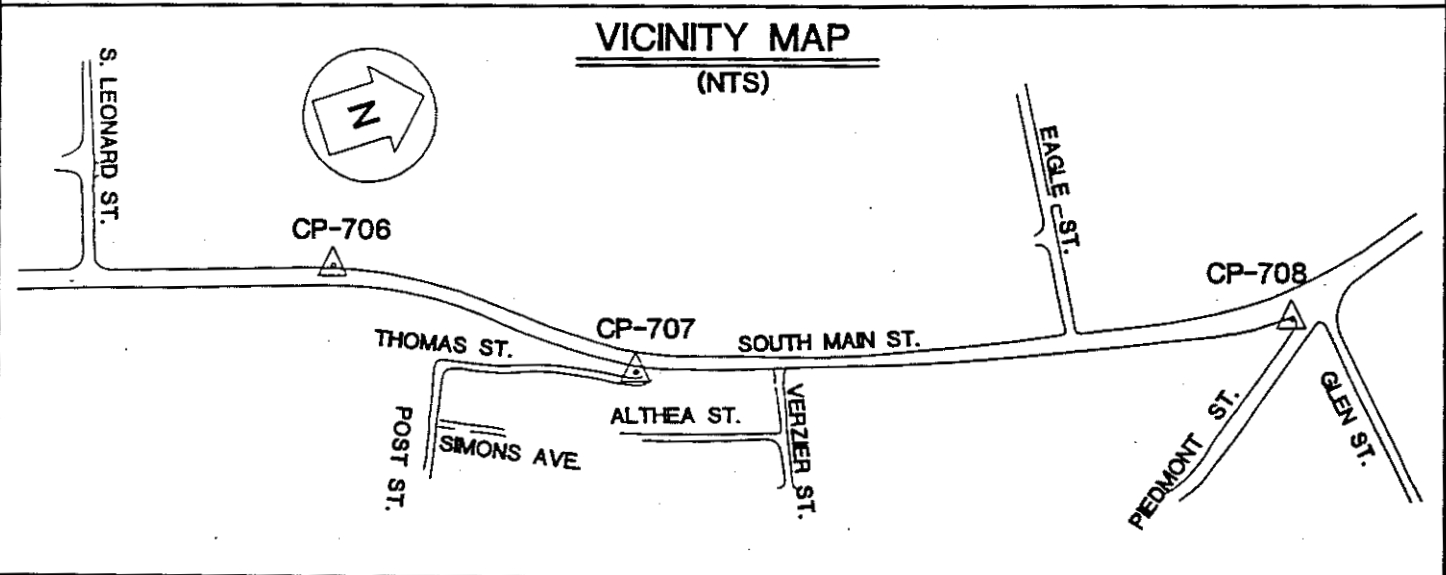 VICINITY MAP
(NTS)
S. LEONARD ST.
N
CP-706
EAGLE ST.
CP-708
THOMAS ST.
CP-707
SOUTH MAIN ST.
POST ST.
SIMONS AVE.
ALTHEA ST.
VERZIER ST.
PIEDMONT ST.
GLEN ST.